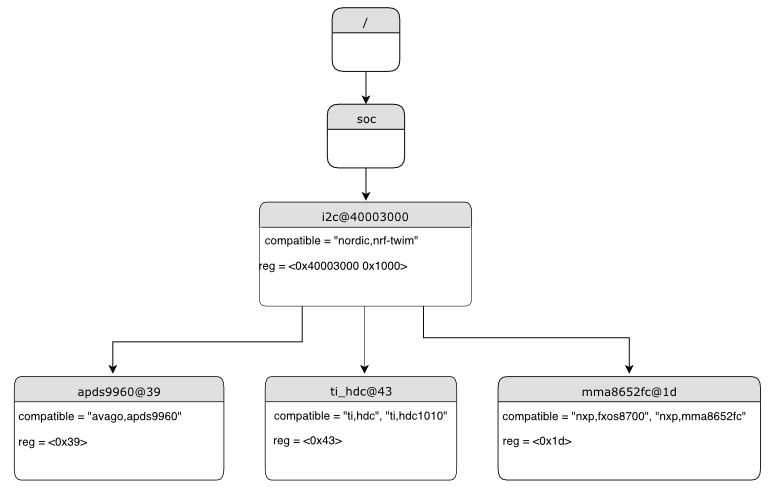 /
soc
i2c@40003000
compatible = "nordic,nrf-twim"
reg = <0x40003000 0x1000>
apds9960@39
compatible = "avago,apds9960"
reg = <0x39>
ti_hdc@43
compatible = "ti,hdc", "ti,hdc1010"
reg = <0x43>
mma8652fc@1d
compatible = "nxp,fxos8700", "nxp,mma8652fc"
reg = <0x1d>